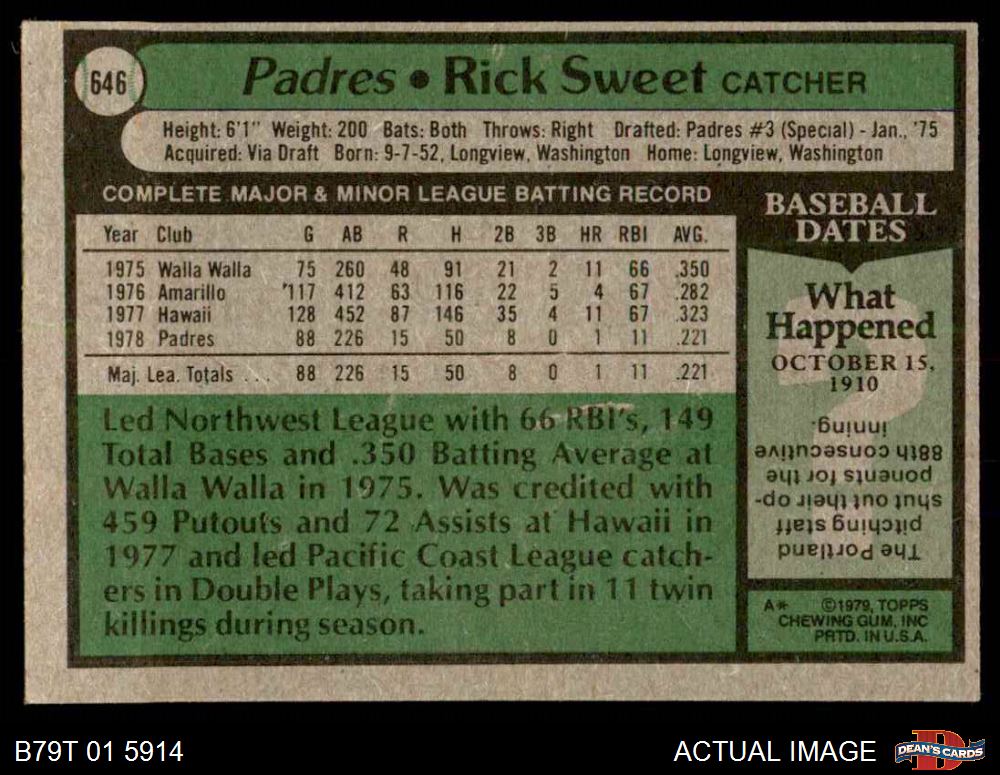 646
Padres • Rick Sweet CATCHER
Height: 6'1" Weight: 200 Bats: Both Throws: Right Drafted: Padres #3 (Special) - Jan., '75
Acquired: Via Draft Born: 9-7-52, Longview, Washington Home: Longview, Washington
COMPLETE MAJOR & MINOR LEAGUE BATTING RECORD
Year Club G AB R H 2B 3B HR RBI AVG.
1975 Walla Walla 75 260 48 91 21 2 11 66 .350
1976 Amarillo '117 412 63 116 22 5 4 67 .282
1977 Hawaii 128 452 87 146 35 4 11 67 .323
1978 Padres 88 226 15 50 8 0 1 11 .221
Maj. Lea. Totals ... 88 226 15 50 8 0 1 11 .221
Led Northwest League with 66 RBI's, 149
Total Bases and .350 Batting Average at
Walla Walla in 1975. Was credited with
459 Putouts and 72 Assists at Hawaii in
1977 and led Pacific Coast League catch-
ers in Double Plays, taking part in 11 twin
killings during season.
BASEBALL
DATES
What
Happened
OCTOBER 15,
1910
The Portland
pitching staff
shut out their op-
ponents for the
88th consecutive
inning.
A* ©1979, TOPPS
CHEWING GUM, INC
PRTD. IN U.S.A.
B79T 01 5914
ACTUAL IMAGE
DEAN'S CARDS